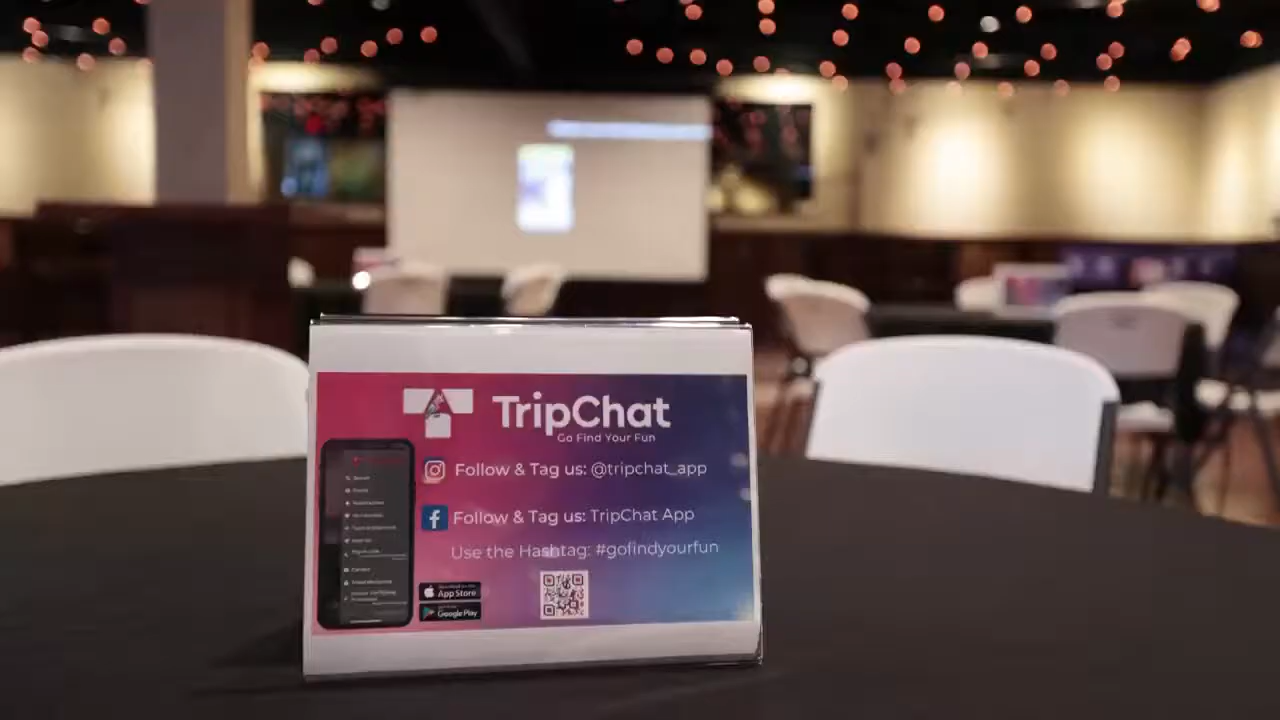 TripChat
Go Find Your Fun
Follow & Tag us: @tripchat_app
Follow & Tag us: TripChat App
Use the Hashtag: #gofindyourfun
App Store
Google Play